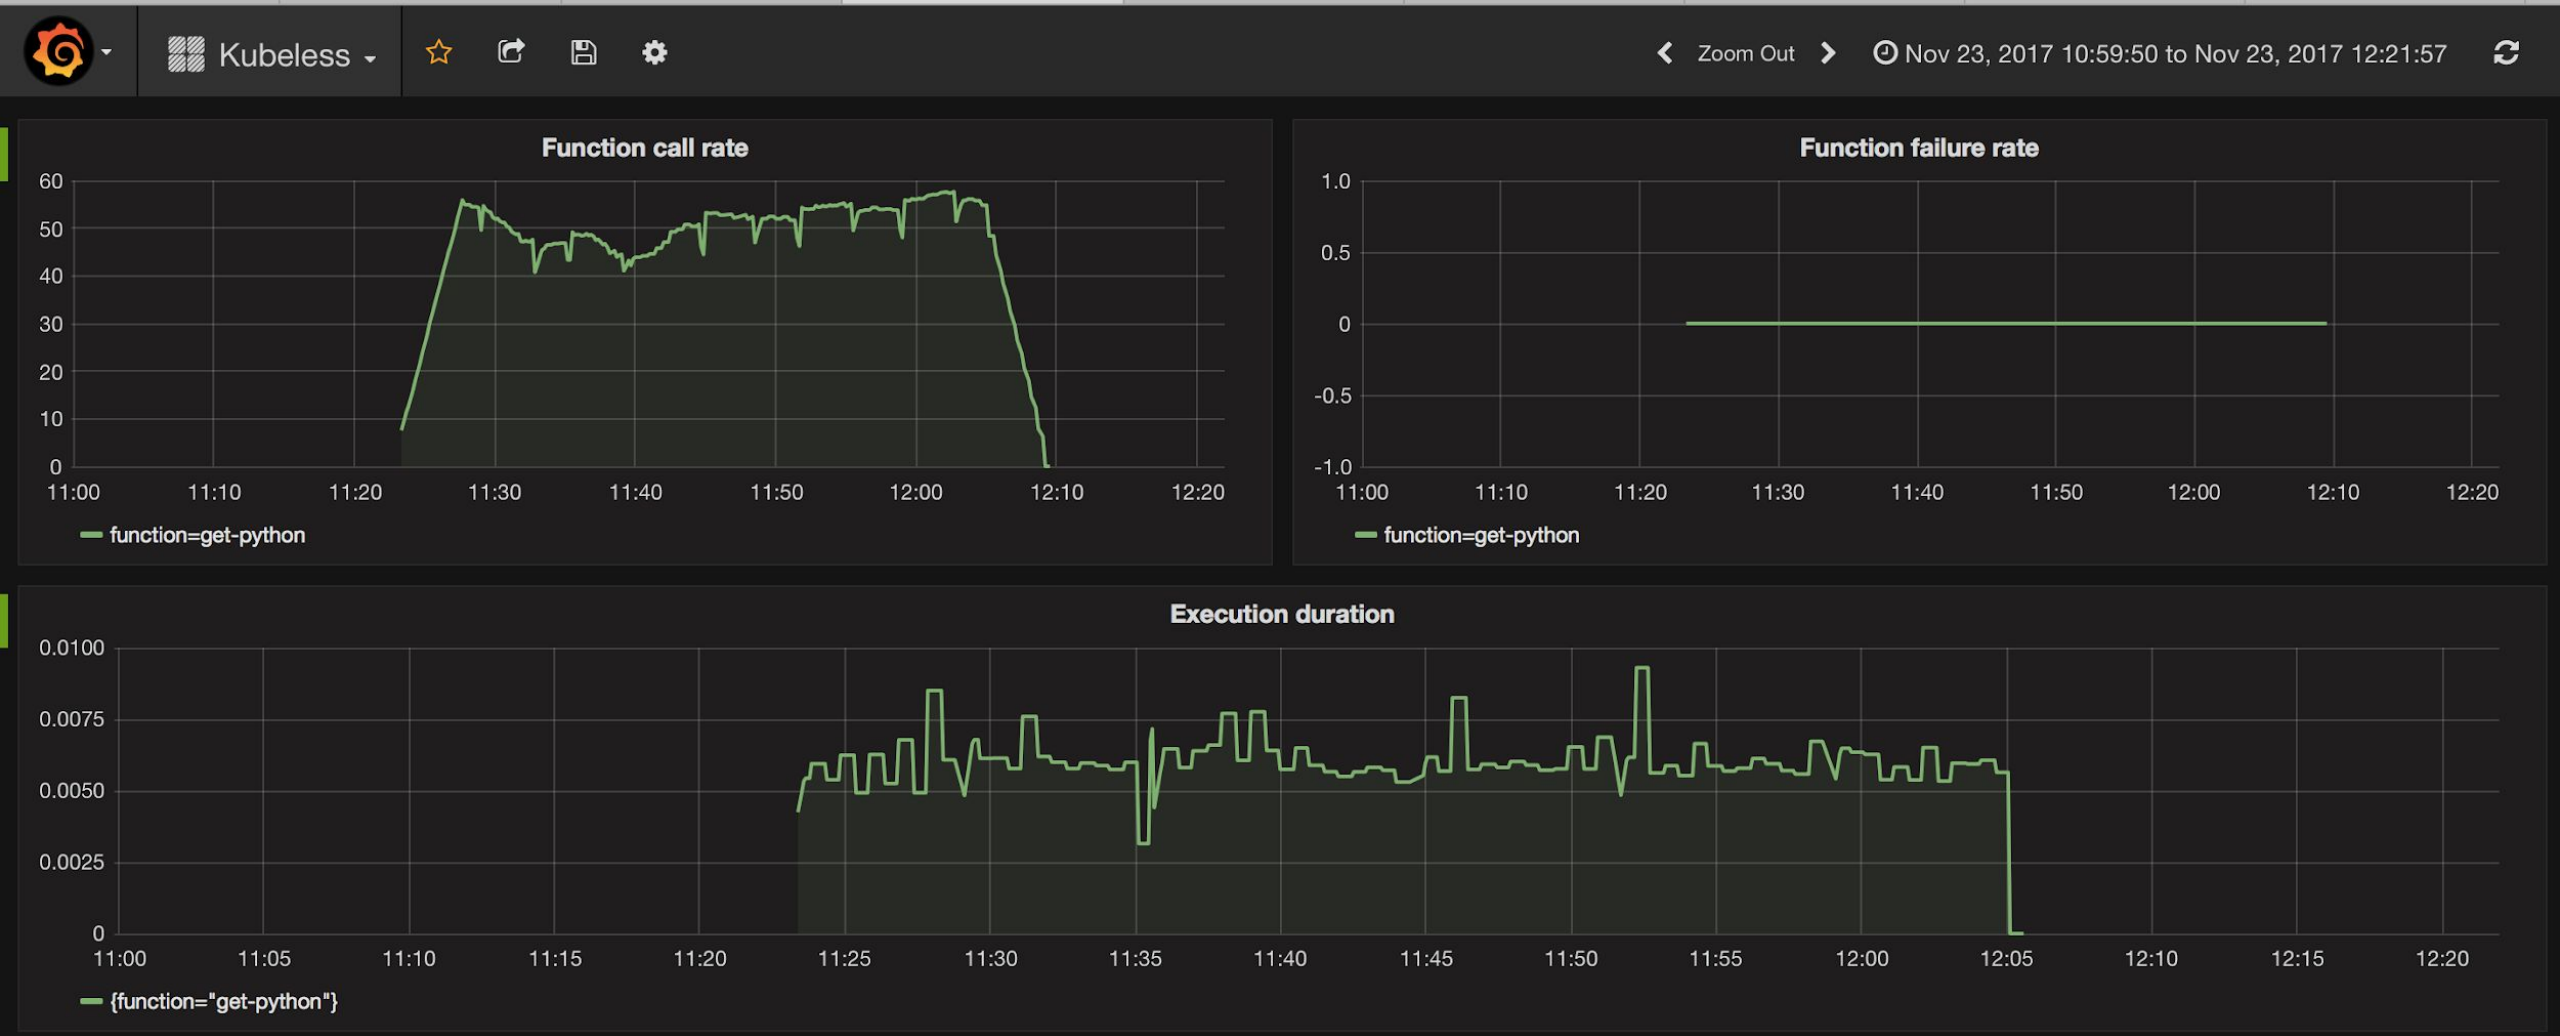 Kubeless
Zoom Out
Nov 23, 2017 10:59:50 to Nov 23, 2017 12:21:57
Function call rate
60
50
40
30
20
10
0
11:00 11:10 11:20 11:30 11:40 11:50 12:00 12:10 12:20
function=get-python
Function failure rate
1.0
0.5
0
-0.5
-1.0
11:00 11:10 11:20 11:30 11:40 11:50 12:00 12:10 12:20
function=get-python
Execution duration
0.0100
0.0075
0.0050
0.0025
0
11:00 11:05 11:10 11:15 11:20 11:25 11:30 11:35 11:40 11:45 11:50 11:55 12:00 12:05 12:10 12:15 12:20
{function="get-python"}